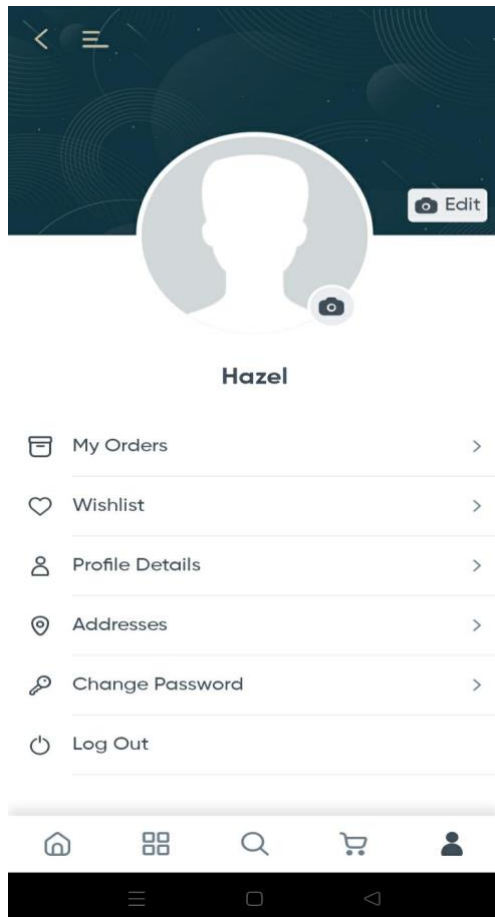 Edit
Hazel
My Orders
Wishlist
Profile Details
Addresses
Change Password
Log Out